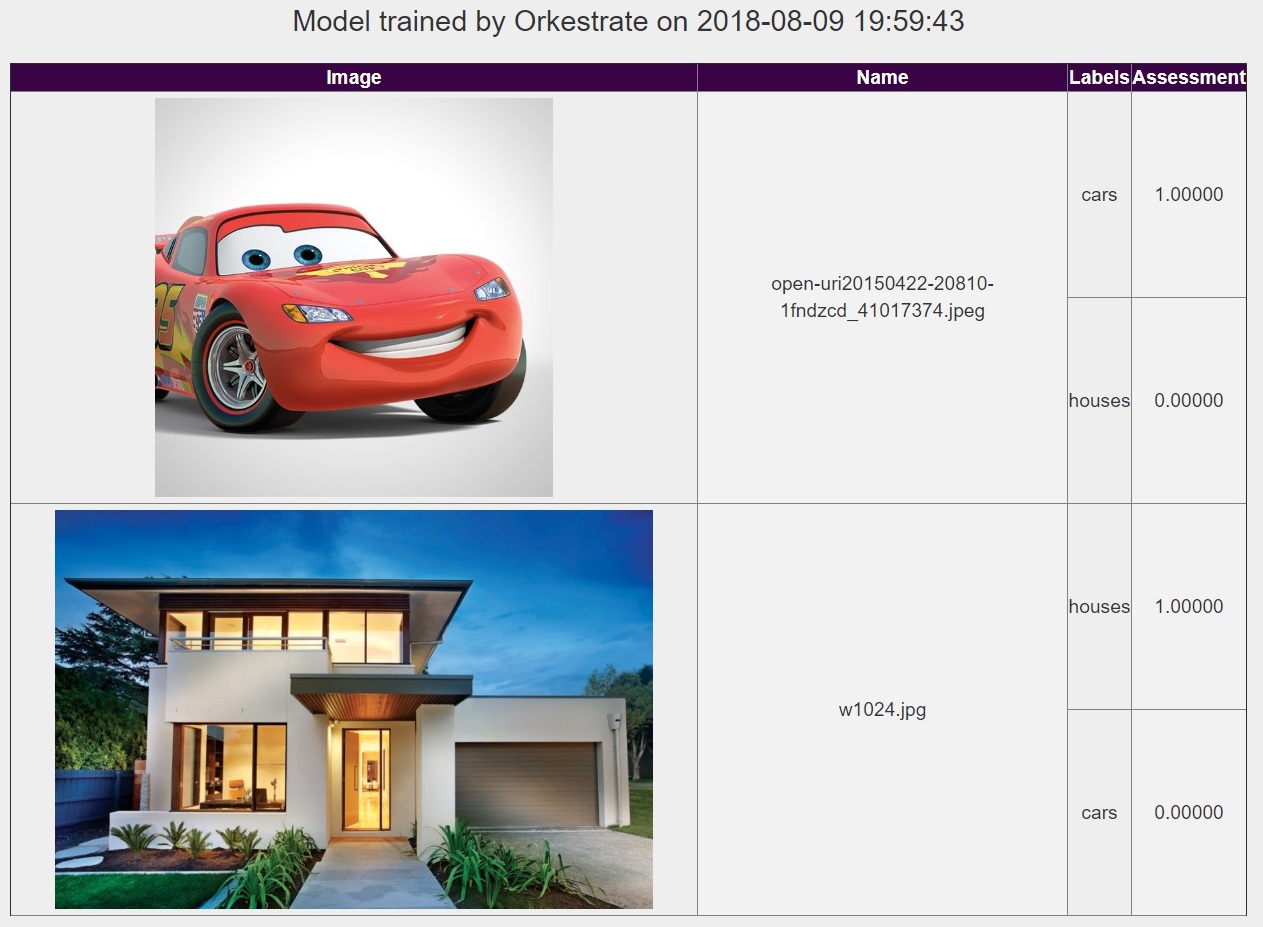 Model trained by Orkestrate on 2018-08-09 19:59:43
Image Name Labels Assessment
cars 1.00000
open-uri20150422-20810-
1fndzcd_41017374.jpeg
houses 0.00000
houses 1.00000
w1024.jpg
cars 0.00000